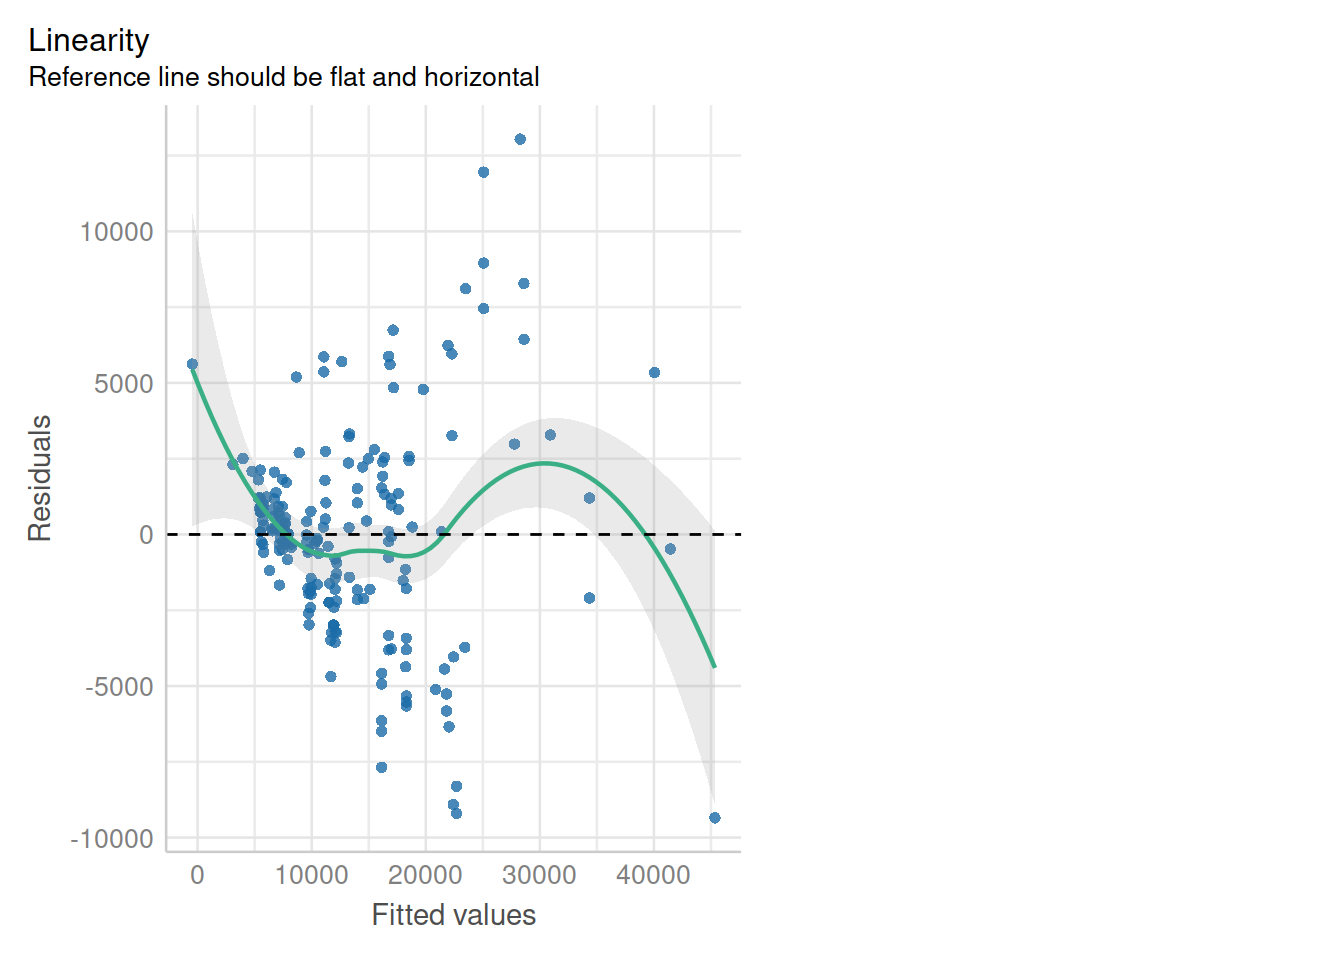 Linearity
Reference line should be flat and horizontal
10000
5000
0
-5000
-10000
Residuals
0 10000 20000 30000 40000
Fitted values